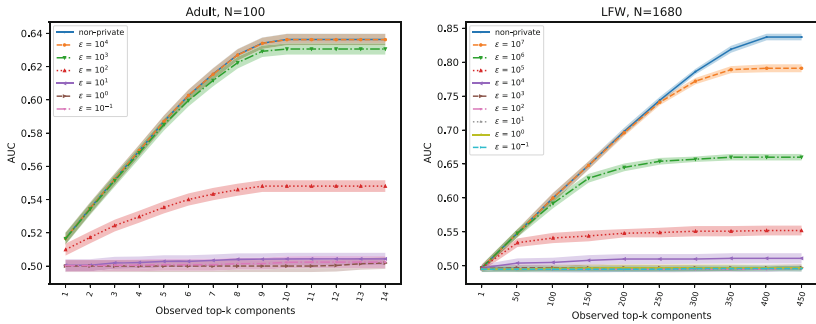 Adult, N=100
AUC
0.64
0.62
0.60
0.58
0.56
0.54
0.52
0.50
non-private
ε = 10⁴
ε = 10³
ε = 10²
ε = 10¹
ε = 10⁰
ε = 10⁻¹
1 2 3 4 5 6 7 8 9 10 11 12 13 14
Observed top-k components
LFW, N=1680
AUC
0.85
0.80
0.75
0.70
0.65
0.60
0.55
0.50
non-private
ε = 10⁷
ε = 10⁶
ε = 10⁵
ε = 10⁴
ε = 10³
ε = 10²
ε = 10¹
ε = 10⁰
ε = 10⁻¹
1 50 100 150 200 250 300 350 400 450
Observed top-k components